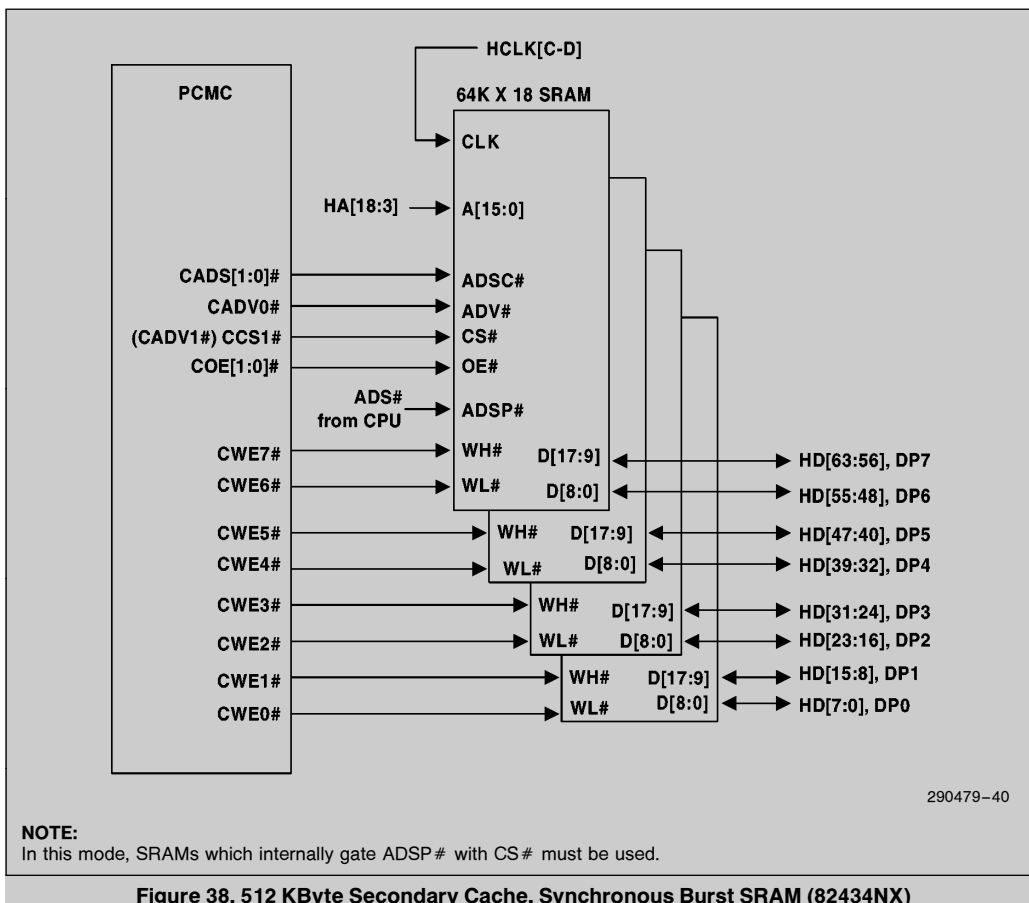 HCLK[C-D]
PCMC
64K X 18 SRAM
CLK
HA[18:3]
A[15:0]
CADS[1:0]#
ADSC#
CADV0#
ADV#
(CADV1#) CCS1#
CS#
COE[1:0]#
OE#
ADS#
from CPU
ADSP#
CWE7#
WH#
D[17:9]
HD[63:56], DP7
CWE6#
WL#
D[8:0]
HD[55:48], DP6
CWE5#
WH#
D[17:9]
HD[47:40], DP5
CWE4#
WL#
D[8:0]
HD[39:32], DP4
CWE3#
WH#
D[17:9]
HD[31:24], DP3
CWE2#
WL#
D[8:0]
HD[23:16], DP2
CWE1#
WH#
D[17:9]
HD[15:8], DP1
CWE0#
WL#
D[8:0]
HD[7:0], DP0
290479–40
NOTE:
In this mode, SRAMs which internally gate ADSP# with CS# must be used.
Figure 38. 512 KByte Secondary Cache, Synchronous Burst SRAM (82434NX)